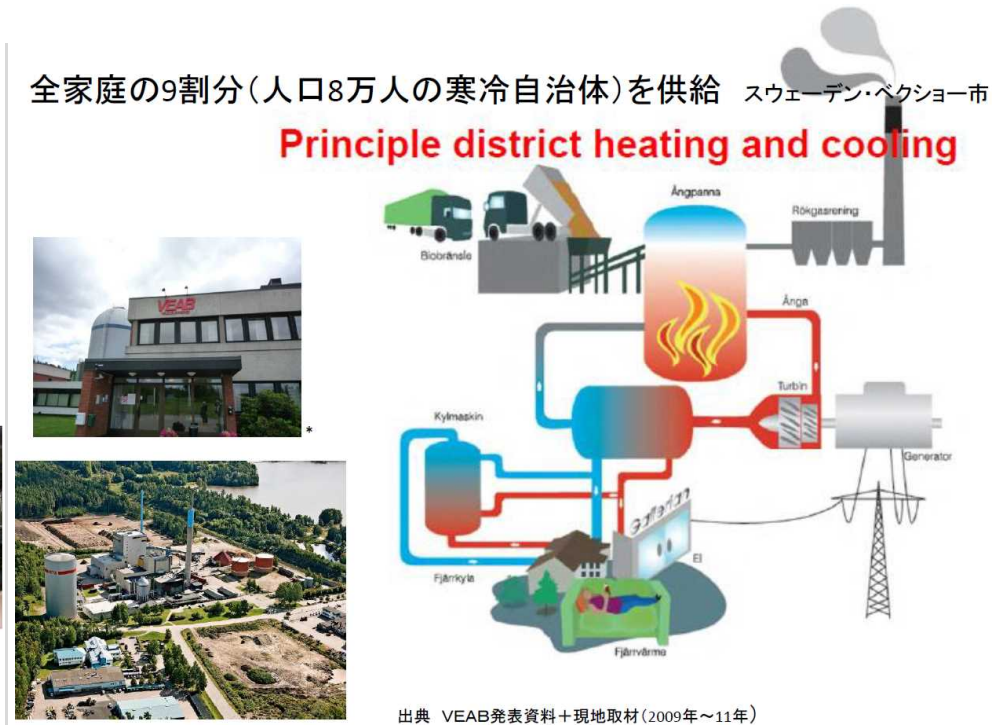 全家庭の9割分(人口8万人の寒冷自治体)を供給 スウェーデン・ベクショー市
Principle district heating and cooling
Ångpanna
Rökgasrening
Biobränsle
Ånga
VEAB
Turbin
Kylmaskin
*
Generator
Gallerian
El
Fjärrkyla
Fjärrvärme
出典 VEAB発表資料+現地取材(2009年～11年)